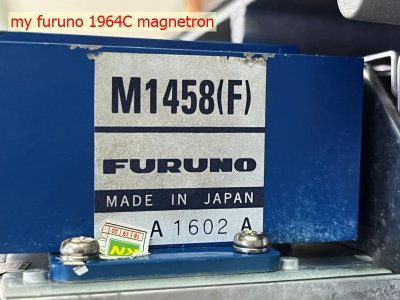 my furuno 1964C magnetron
M1458(F)
FURUNO
MADE IN JAPAN
A 1602 A